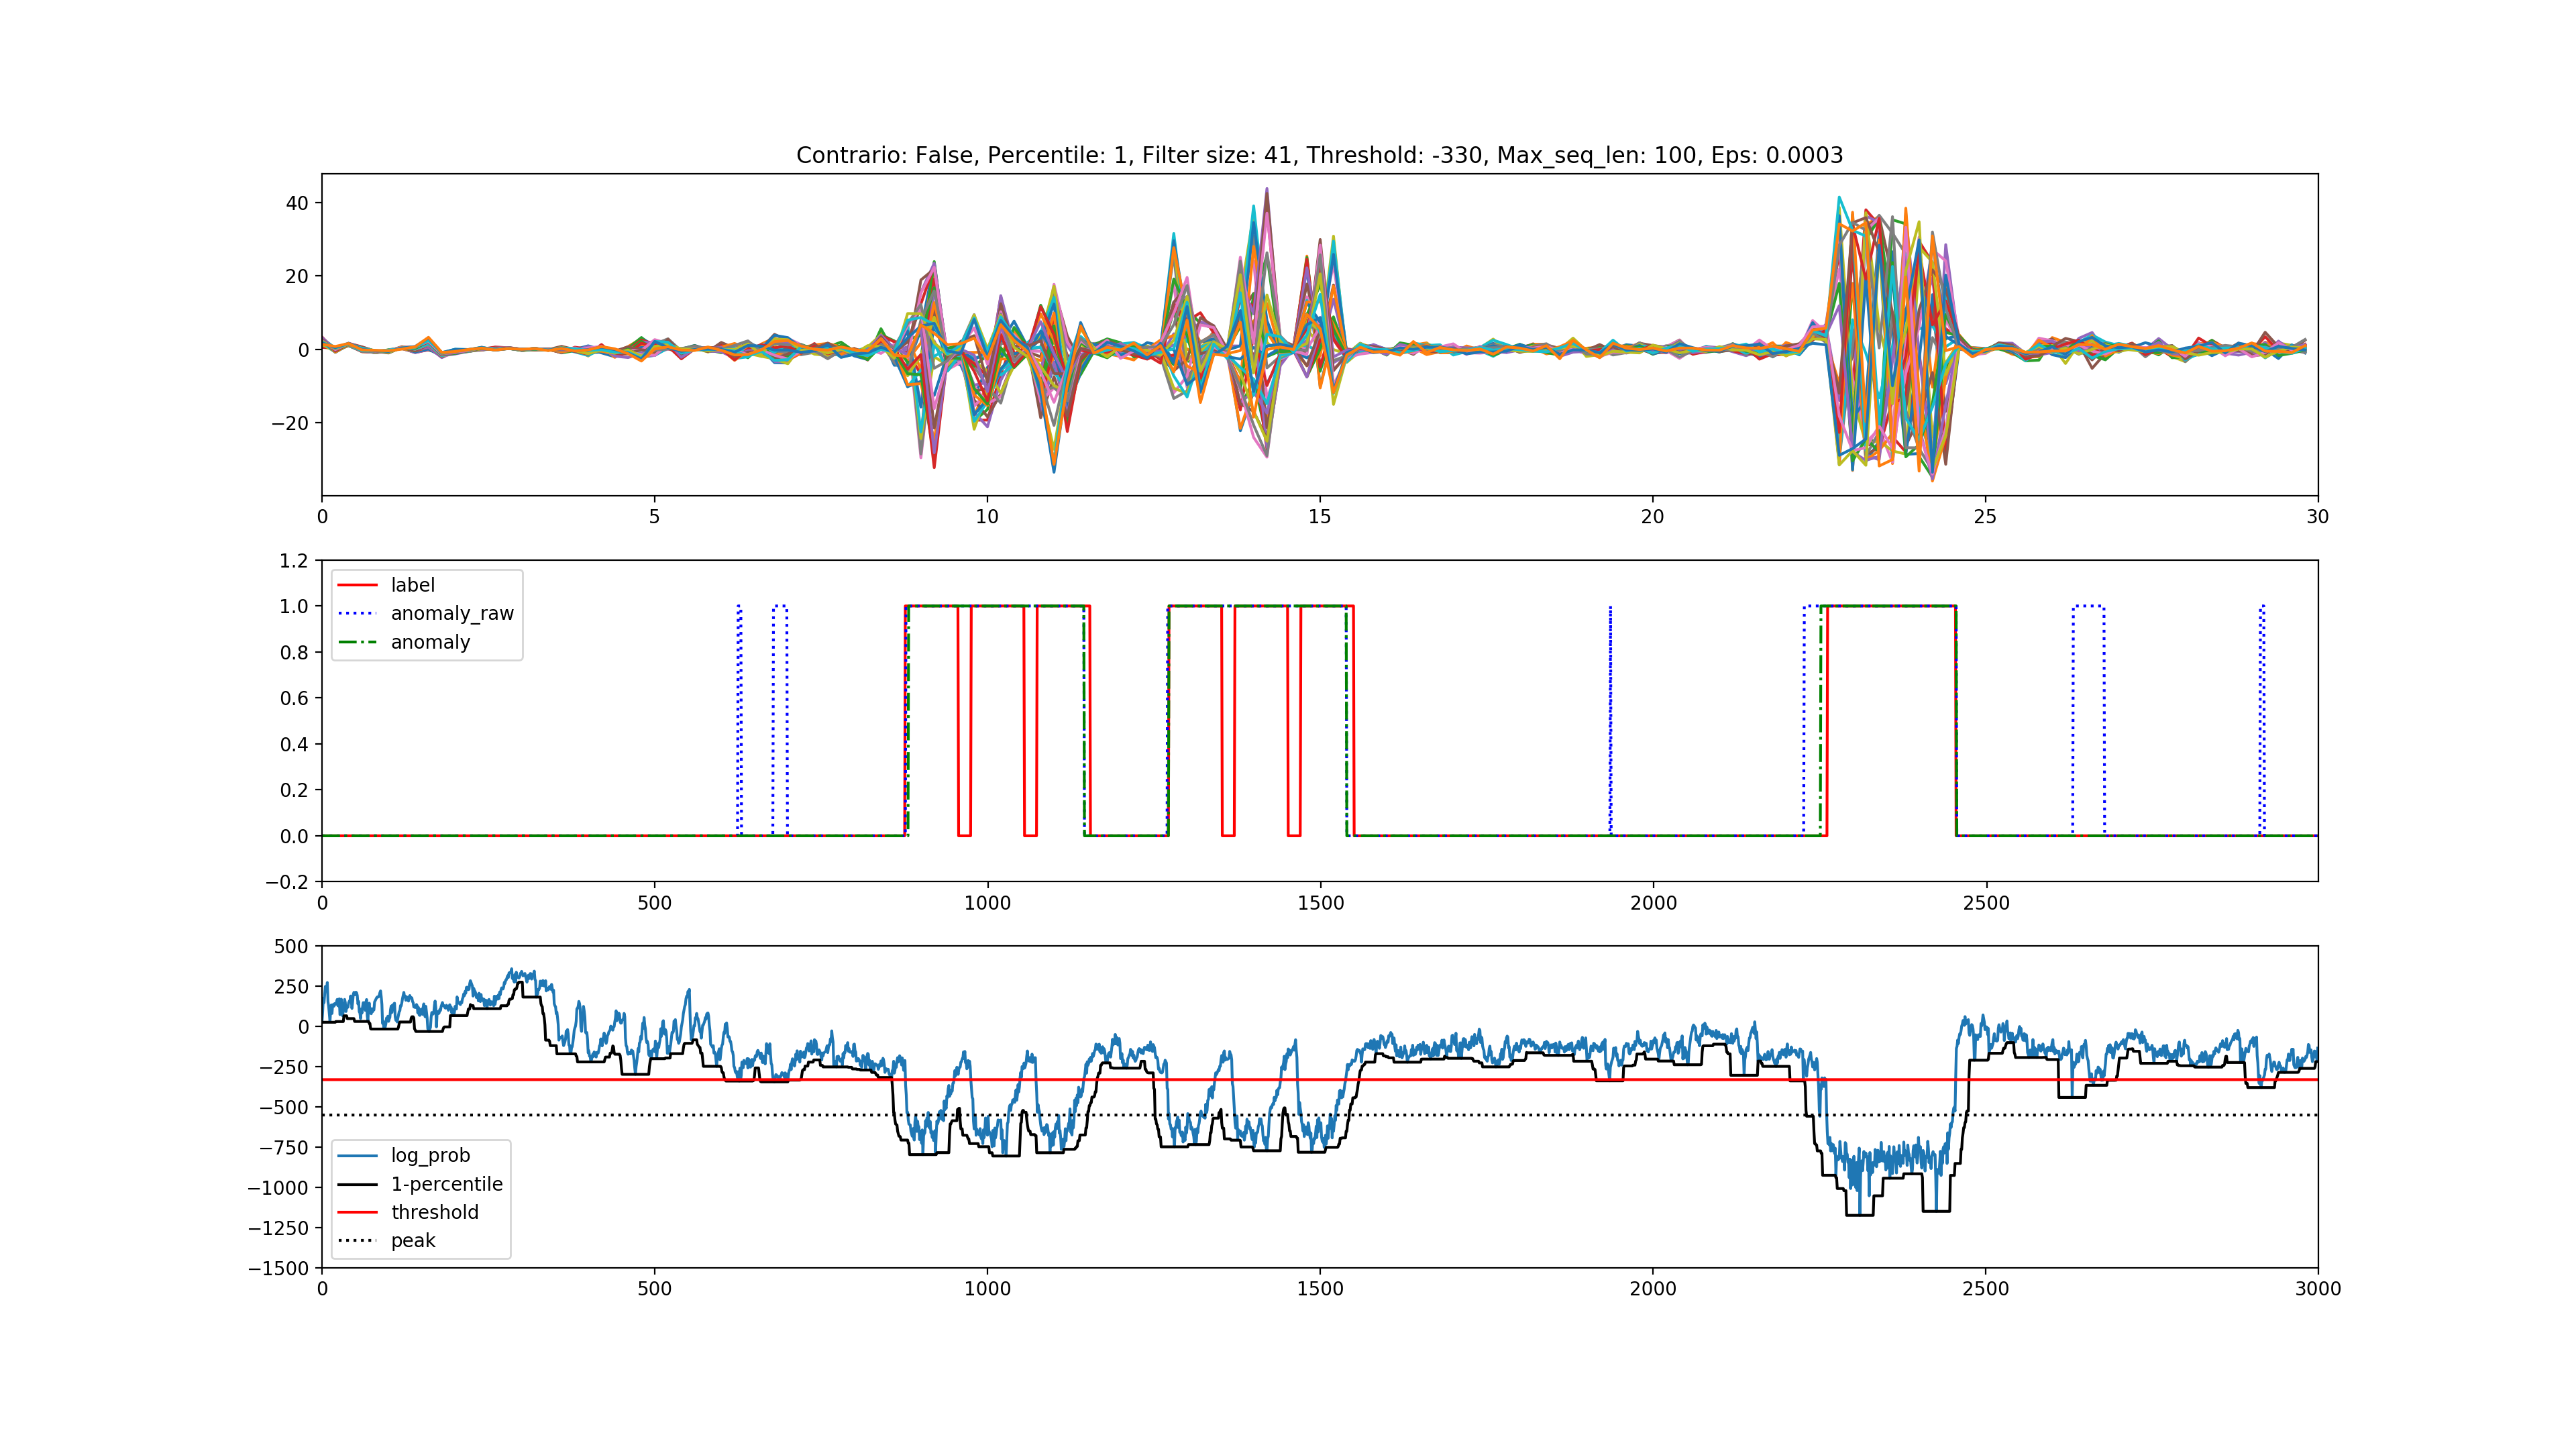 Contrario: False, Percentile: 1, Filter size: 41, Threshold: -330, Max_seq_len: 100, Eps: 0.0003
40
20
0
−20
0 5 10 15 20 25 30
1.2
1.0
0.8
0.6
0.4
0.2
0.0
−0.2
label
anomaly_raw
anomaly
0 500 1000 1500 2000 2500
500
250
0
−250
−500
−750
−1000
−1250
−1500
log_prob
1-percentile
threshold
peak
0 500 1000 1500 2000 2500 3000